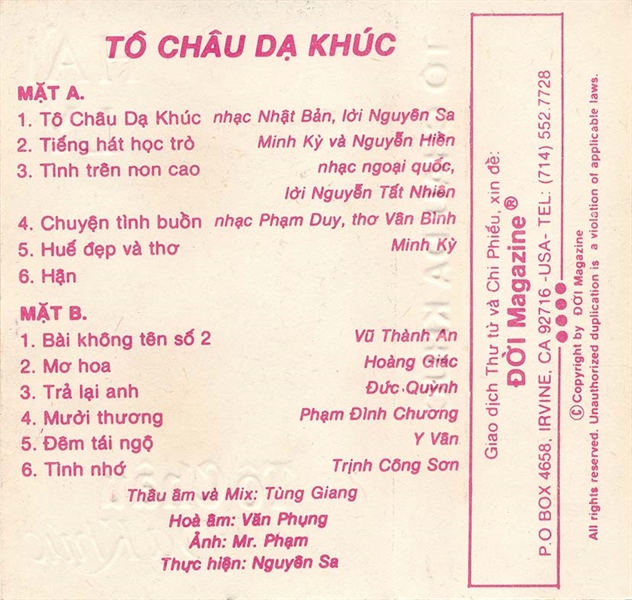 TÔ CHÂU DẠ KHÚC
MẶT A.
1. Tô Châu Dạ Khúc nhạc Nhật Bản, lời Nguyên Sa
2. Tiếng hát học trò Minh Kỳ và Nguyễn Hiền
3. Tình trên non cao nhạc ngoại quốc,
lời Nguyễn Tất Nhiên
4. Chuyện tình buồn nhạc Phạm Duy, thơ Văn Bình
5. Huế đẹp và thơ Minh Kỳ
6. Hận
MẶT B.
1. Bài không tên số 2 Vũ Thành An
2. Mơ hoa Hoàng Giác
3. Trả lại anh Đức Quỳnh
4. Mười thương Phạm Đình Chương
5. Đêm tái ngộ Y Vân
6. Tình nhớ Trịnh Công Sơn
Thâu âm và Mix: Tùng Giang
Hoà âm: Văn Phụng
Ảnh: Mr. Phạm
Thực hiện: Nguyên Sa
Giao dịch Thư từ và Chi Phiếu, xin đề:
ĐỜI Magazine®
P.O BOX 4658, IRVINE, CA 92716 -USA- TEL: (714) 552.7728
©Copyright by ĐỜI Magazine
All rights reserved. Unauthorized duplication is a violation of applicable laws.